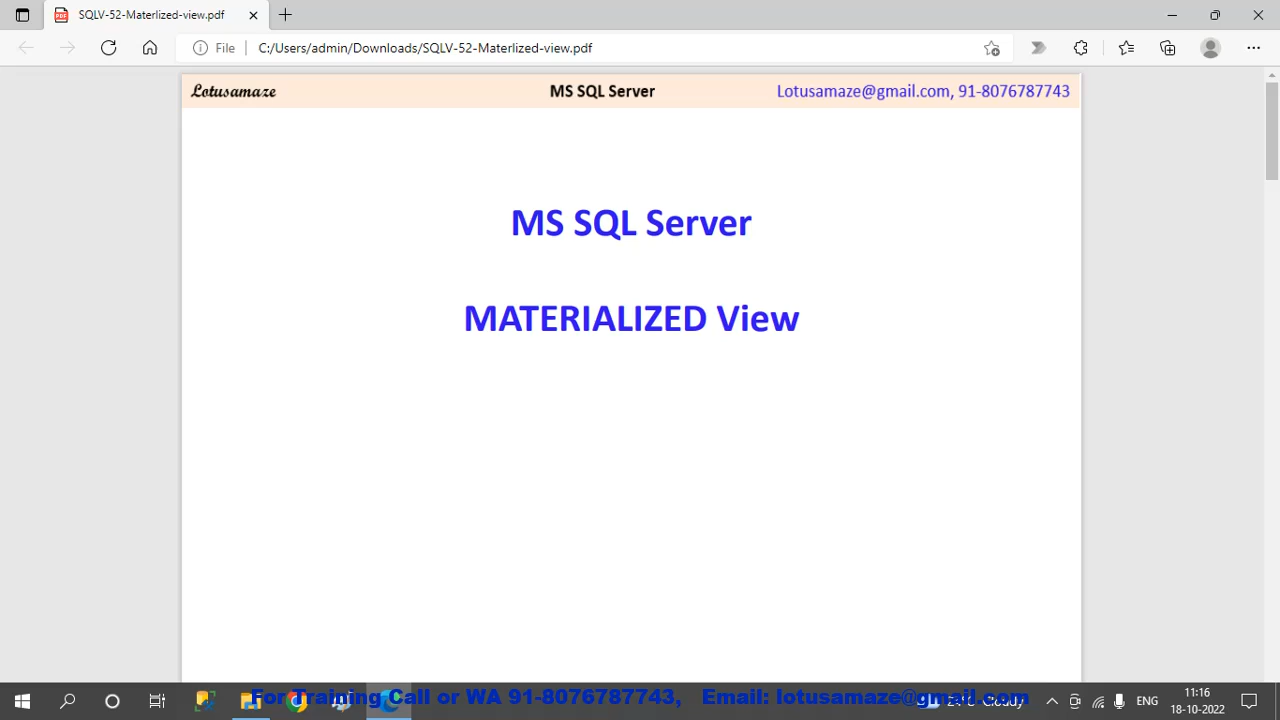 SQLV-52-Materlized-view.pdf
File C:/Users/admin/Downloads/SQLV-52-Materlized-view.pdf
Lotusamaze MS SQL Server Lotusamaze@gmail.com, 91-8076787743
MS SQL Server
MATERIALIZED View
For Training Call or WA 91-8076787743, Email: lotusamaze@gmail.com
ENG
11:16
18-10-2022